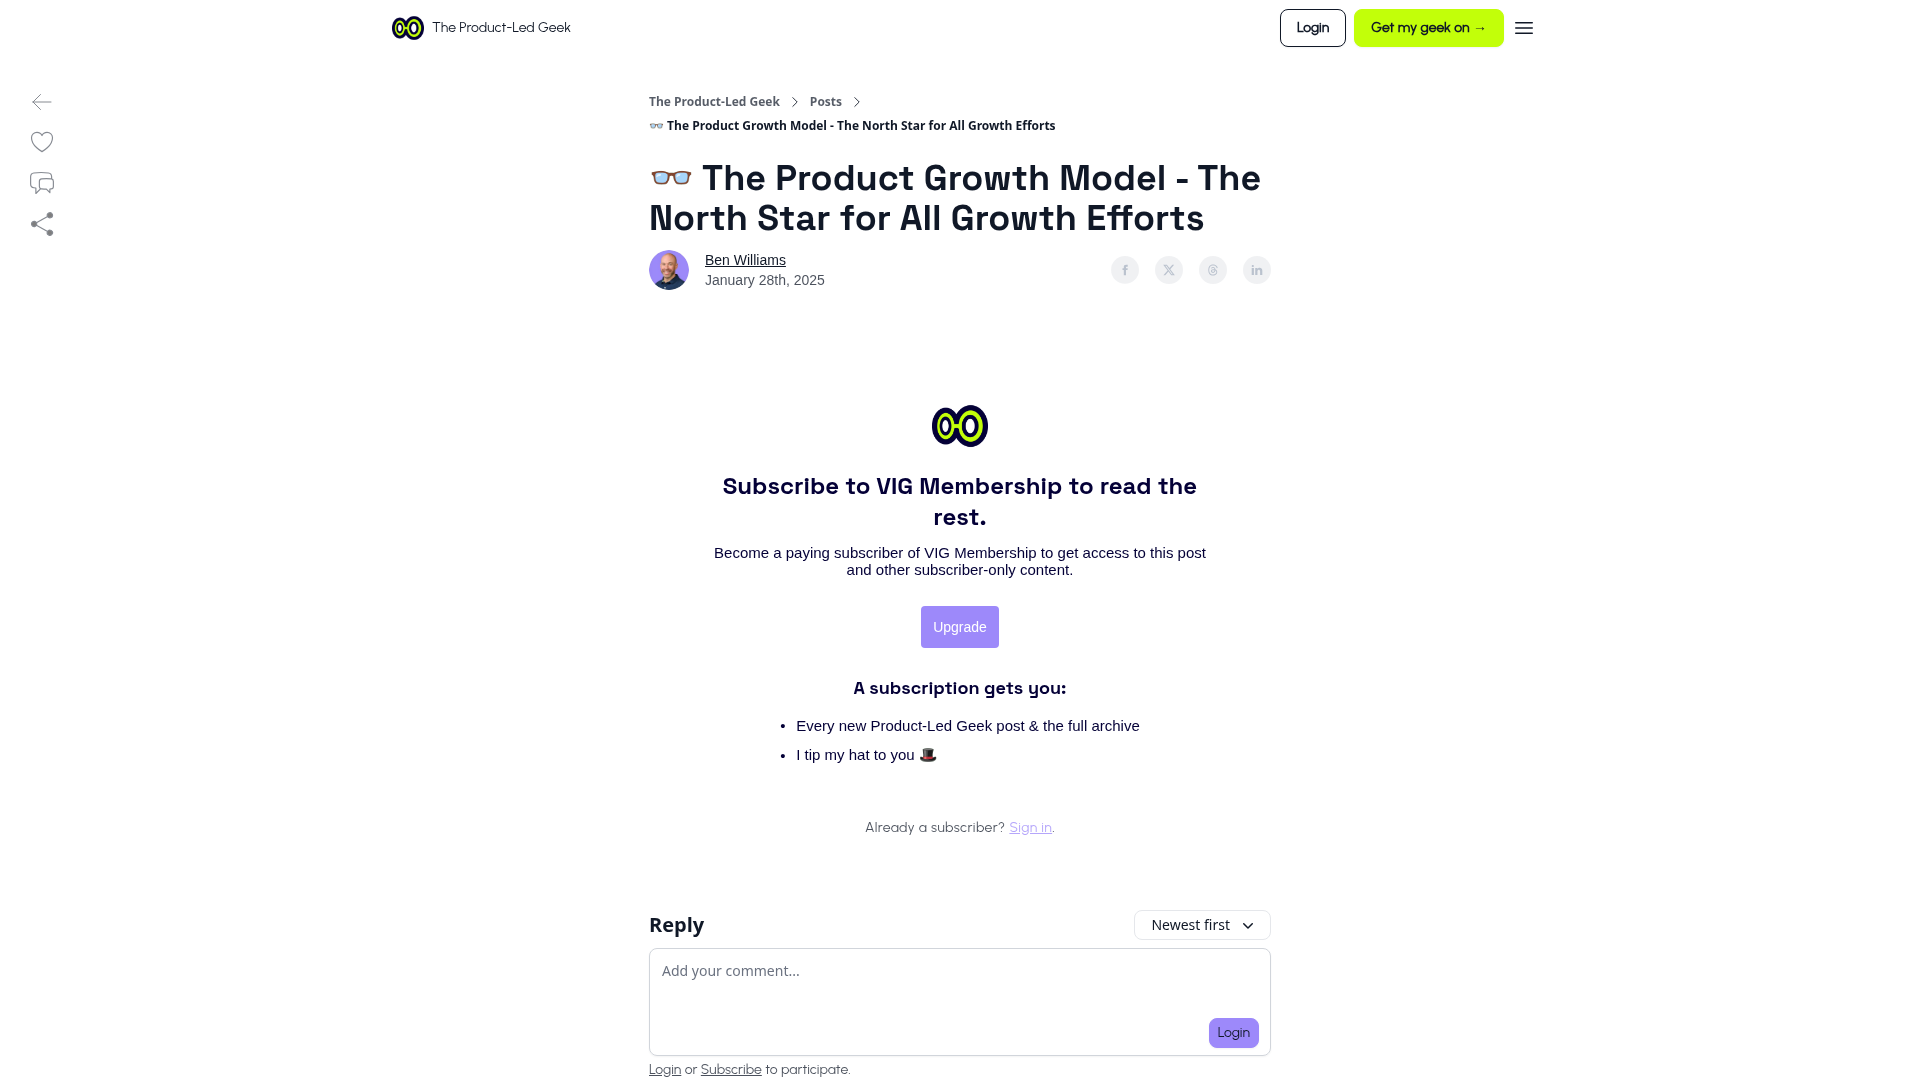 The Product-Led Geek
Login
Get my geek on →
The Product-Led Geek
Posts
👓 The Product Growth Model - The North Star for All Growth Efforts
👓 The Product Growth Model - The
North Star for All Growth Efforts
Ben Williams
January 28th, 2025
Subscribe to VIG Membership to read the
rest.
Become a paying subscriber of VIG Membership to get access to this post
and other subscriber-only content.
Upgrade
A subscription gets you:
• Every new Product-Led Geek post & the full archive
• I tip my hat to you 🎩
Already a subscriber? Sign in.
Reply
Newest first
Add your comment...
Login
Login or Subscribe to participate.